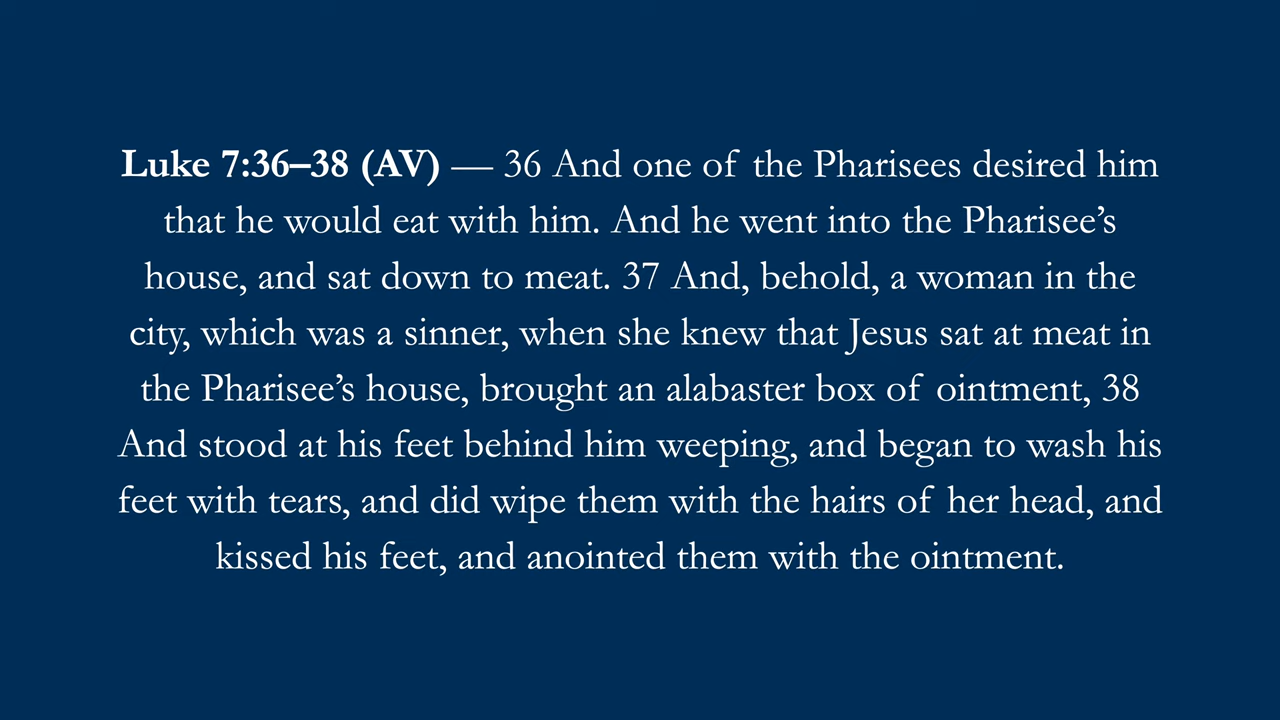 Luke 7:36–38 (AV) — 36 And one of the Pharisees desired him
that he would eat with him. And he went into the Pharisee’s
house, and sat down to meat. 37 And, behold, a woman in the
city, which was a sinner, when she knew that Jesus sat at meat in
the Pharisee’s house, brought an alabaster box of ointment, 38
And stood at his feet behind him weeping, and began to wash his
feet with tears, and did wipe them with the hairs of her head, and
kissed his feet, and anointed them with the ointment.